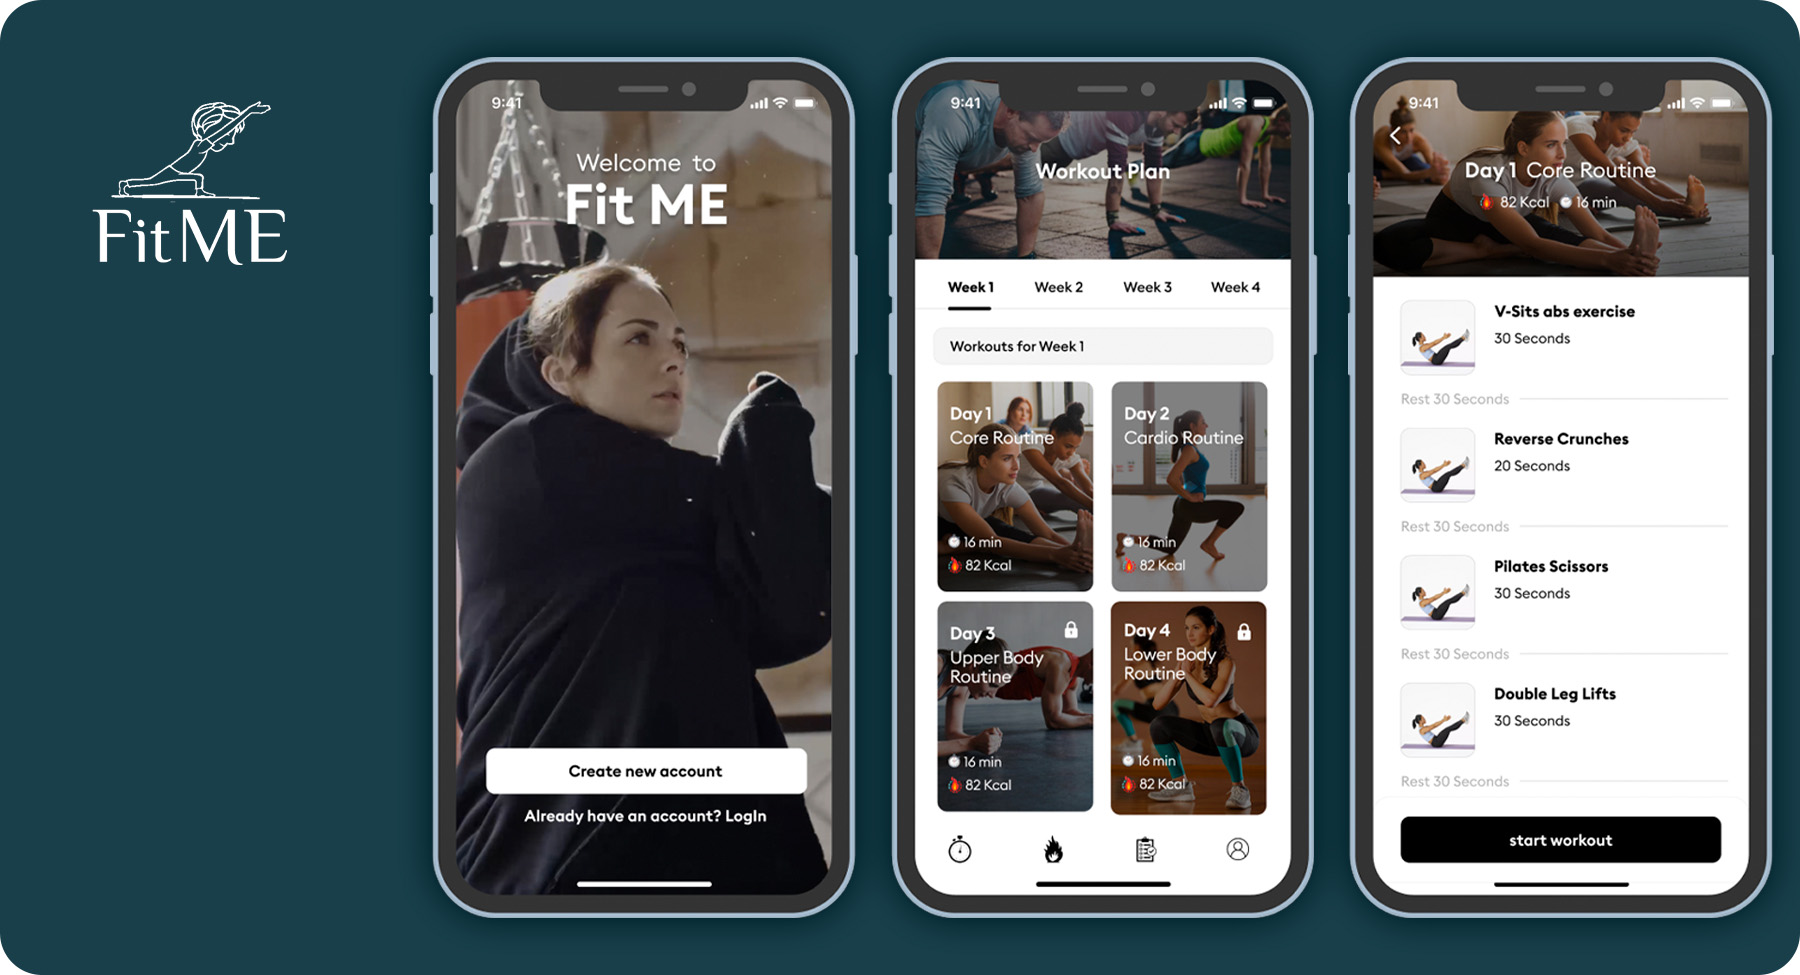 FitME
9:41
Welcome to
Fit ME
Create new account
Already have an account? LogIn
9:41
Workout Plan
Week 1
Week 2
Week 3
Week 4
Workouts for Week 1
Day 1
Core Routine
16 min
82 Kcal
Day 2
Cardio Routine
16 min
82 Kcal
Day 3
Upper Body
Routine
16 min
82 Kcal
Day 4
Lower Body
Routine
16 min
82 Kcal
9:41
Day 1 Core Routine
82 Kcal 16 min
V-Sits abs exercise
30 Seconds
Rest 30 Seconds
Reverse Crunches
20 Seconds
Rest 30 Seconds
Pilates Scissors
30 Seconds
Rest 30 Seconds
Double Leg Lifts
30 Seconds
Rest 30 Seconds
start workout